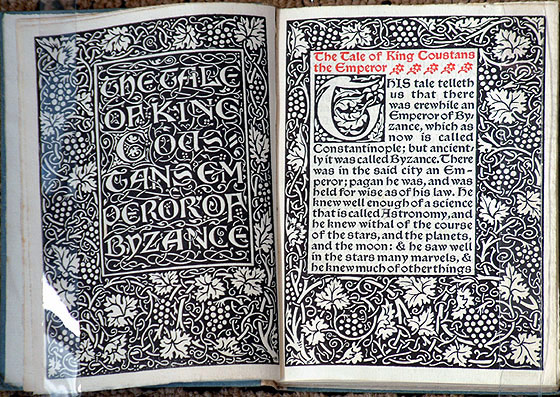 THE TALE
OF KING
COUS-
TANS EM
PEROR OF
BYZANCE
The Tale of King Coustans
the Emperor
THIS tale telleth
us that there
was erewhile an
Emperor of By-
zance, which as
now is called
Constantinople; but ancient-
ly it was called Byzance. There
was in the said city an Em-
peror; pagan he was, and was
held for wise as of his law. He
knew well enough of a science
that is called Astronomy, and
he knew withal of the course
of the stars, and the planets,
and the moon: & he saw well
in the stars many marvels, &
he knew much of other things